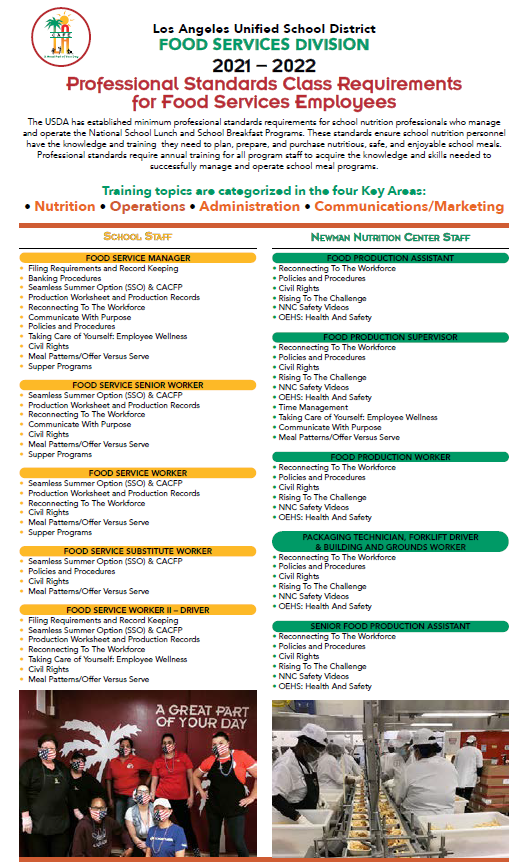 Los Angeles Unified School District
FOOD SERVICES DIVISION
2021 – 2022
Professional Standards Class Requirements
for Food Services Employees
The USDA has established minimum professional standards requirements for school nutrition professionals who manage
and operate the National School Lunch and School Breakfast Programs. These standards ensure school nutrition personnel
have the knowledge and training they need to plan, prepare, and purchase nutritious, safe, and enjoyable school meals.
Professional standards require annual training for all program staff to acquire the knowledge and skills needed to
successfully manage and operate school meal programs.
Training topics are categorized in the four Key Areas:
• Nutrition • Operations • Administration • Communications/Marketing
School Staff
FOOD SERVICE MANAGER
• Filing Requirements and Record Keeping
• Banking Procedures
• Seamless Summer Option (SSO) & CACFP
• Production Worksheet and Production Records
• Reconnecting To The Workforce
• Communicate With Purpose
• Policies and Procedures
• Taking Care of Yourself: Employee Wellness
• Civil Rights
• Meal Patterns/Offer Versus Serve
• Supper Programs
FOOD SERVICE SENIOR WORKER
• Seamless Summer Option (SSO) & CACFP
• Production Worksheet and Production Records
• Reconnecting To The Workforce
• Communicate With Purpose
• Civil Rights
• Meal Patterns/Offer Versus Serve
• Supper Programs
FOOD SERVICE WORKER
• Seamless Summer Option (SSO) & CACFP
• Production Worksheet and Production Records
• Reconnecting To The Workforce
• Civil Rights
• Meal Patterns/Offer Versus Serve
• Supper Programs
FOOD SERVICE SUBSTITUTE WORKER
• Seamless Summer Option (SSO) & CACFP
• Policies and Procedures
• Civil Rights
• Meal Patterns/Offer Versus Serve
FOOD SERVICE WORKER II – DRIVER
• Filing Requirements and Record Keeping
• Seamless Summer Option (SSO) & CACFP
• Production Worksheet and Production Records
• Reconnecting To The Workforce
• Taking Care of Yourself: Employee Wellness
• Civil Rights
• Meal Patterns/Offer Versus Serve
A GREAT PART
OF YOUR DAY
Newman Nutrition Center Staff
FOOD PRODUCTION ASSISTANT
• Reconnecting To The Workforce
• Policies and Procedures
• Civil Rights
• Rising To The Challenge
• NNC Safety Videos
• OEHS: Health And Safety
FOOD PRODUCTION SUPERVISOR
• Reconnecting To The Workforce
• Policies and Procedures
• Civil Rights
• Rising To The Challenge
• NNC Safety Videos
• OEHS: Health And Safety
• Time Management
• Taking Care of Yourself: Employee Wellness
• Communicate With Purpose
• Meal Patterns/Offer Versus Serve
FOOD PRODUCTION WORKER
• Reconnecting To The Workforce
• Policies and Procedures
• Civil Rights
• Rising To The Challenge
• NNC Safety Videos
• OEHS: Health And Safety
PACKAGING TECHNICIAN, FORKLIFT DRIVER
& BUILDING AND GROUNDS WORKER
• Reconnecting To The Workforce
• Policies and Procedures
• Civil Rights
• Rising To The Challenge
• NNC Safety Videos
• OEHS: Health And Safety
SENIOR FOOD PRODUCTION ASSISTANT
• Reconnecting To The Workforce
• Policies and Procedures
• Civil Rights
• Rising To The Challenge
• NNC Safety Videos
• OEHS: Health And Safety